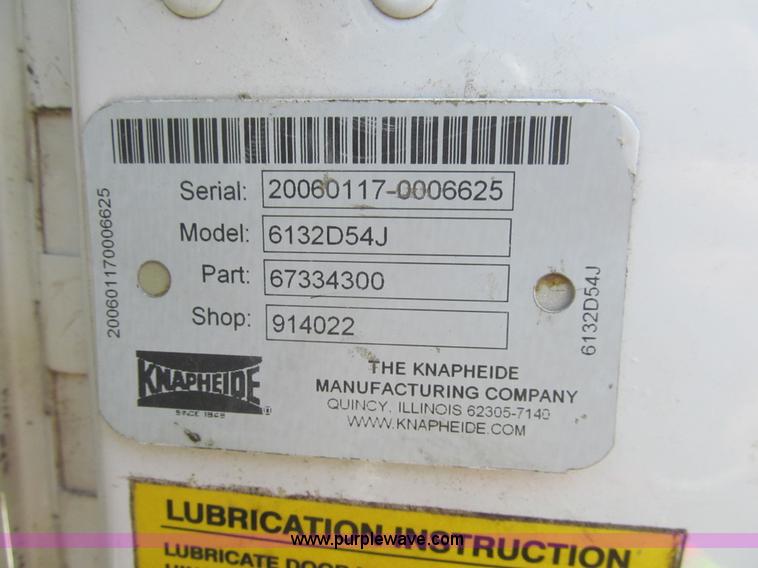 Serial: 20060117-0006625
Model: 6132D54J
Part: 67334300
Shop: 914022
200601170006625
6132D54J
KNAPHEIDE
SINCE 1848
THE KNAPHEIDE
MANUFACTURING COMPANY
QUINCY, ILLINOIS 62305-7140
WWW.KNAPHEIDE.COM
LUBRICATION INSTRUCTION
www.purplewave.com
LUBRICATE DOOR